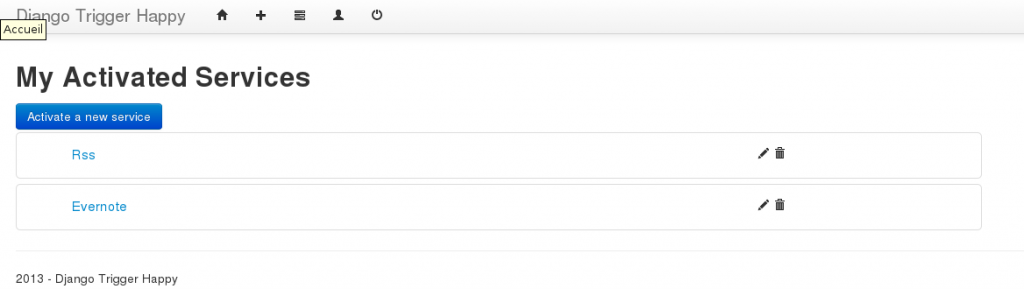 Django Trigger Happy
Accueil
My Activated Services
Activate a new service
Rss
Evernote
2013 - Django Trigger Happy